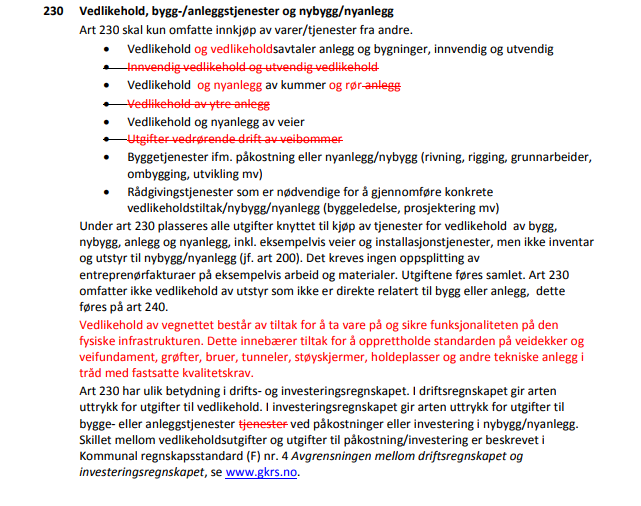 230 Vedlikehold, bygg-/anleggstjenester og nybygg/nyanlegg
Art 230 skal kun omfatte innkjøp av varer/tjenester fra andre.
• Vedlikehold og vedlikeholdsavtaler anlegg og bygninger, innvendig og utvendig
• Innvendig vedlikehold og utvendig vedlikehold
• Vedlikehold og nyanlegg av kummer og rør anlegg
• Vedlikehold av ytre anlegg
• Vedlikehold og nyanlegg av veier
• Utgifter vedrørende drift av veibommer
• Byggetjenester ifm. påkostning eller nyanlegg/nybygg (rivning, rigging, grunnarbeider,
ombygging, utvikling mv)
• Rådgivingstjenester som er nødvendige for å gjennomføre konkrete
vedlikeholdstiltak/nybygg/nyanlegg (byggeledelse, prosjektering mv)
Under art 230 plasseres alle utgifter knyttet til kjøp av tjenester for vedlikehold av bygg,
nybygg, anlegg og nyanlegg, inkl. eksempelvis veier og installasjonstjenester, men ikke inventar
og utstyr til nybygg/nyanlegg (jf. art 200). Det kreves ingen oppsplitting av
entreprenørfakturaer på eksempelvis arbeid og materialer. Utgiftene føres samlet. Art 230
omfatter ikke vedlikehold av utstyr som ikke er direkte relatert til bygg eller anlegg, dette
føres på art 240.
Vedlikehold av vegnettet består av tiltak for å ta vare på og sikre funksjonaliteten på den
fysiske infrastrukturen. Dette innebærer tiltak for å opprettholde standarden på veidekker og
veifundament, grøfter, bruer, tunneler, støyskjermer, holdeplasser og andre tekniske anlegg i
tråd med fastsatte kvalitetskrav.
Art 230 har ulik betydning i drifts- og investeringsregnskapet. I driftsregnskapet gir arten
uttrykk for utgifter til vedlikehold. I investeringsregnskapet gir arten uttrykk for utgifter til
bygge- eller anleggstjenester tjenester ved påkostninger eller investering i nybygg/nyanlegg.
Skillet mellom vedlikeholdsutgifter og utgifter til påkostning/investering er beskrevet i
Kommunal regnskapsstandard (F) nr. 4 Avgrensningen mellom driftsregnskapet og
investeringsregnskapet, se www.gkrs.no.